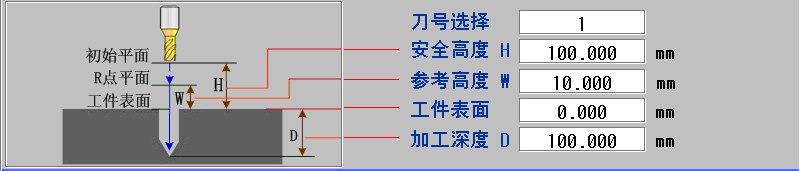 初始平面
R点平面
工件表面
H
W
D
刀号选择 1
安全高度 H 100.000 mm
参考高度 W 10.000 mm
工件表面 0.000 mm
加工深度 D 100.000 mm